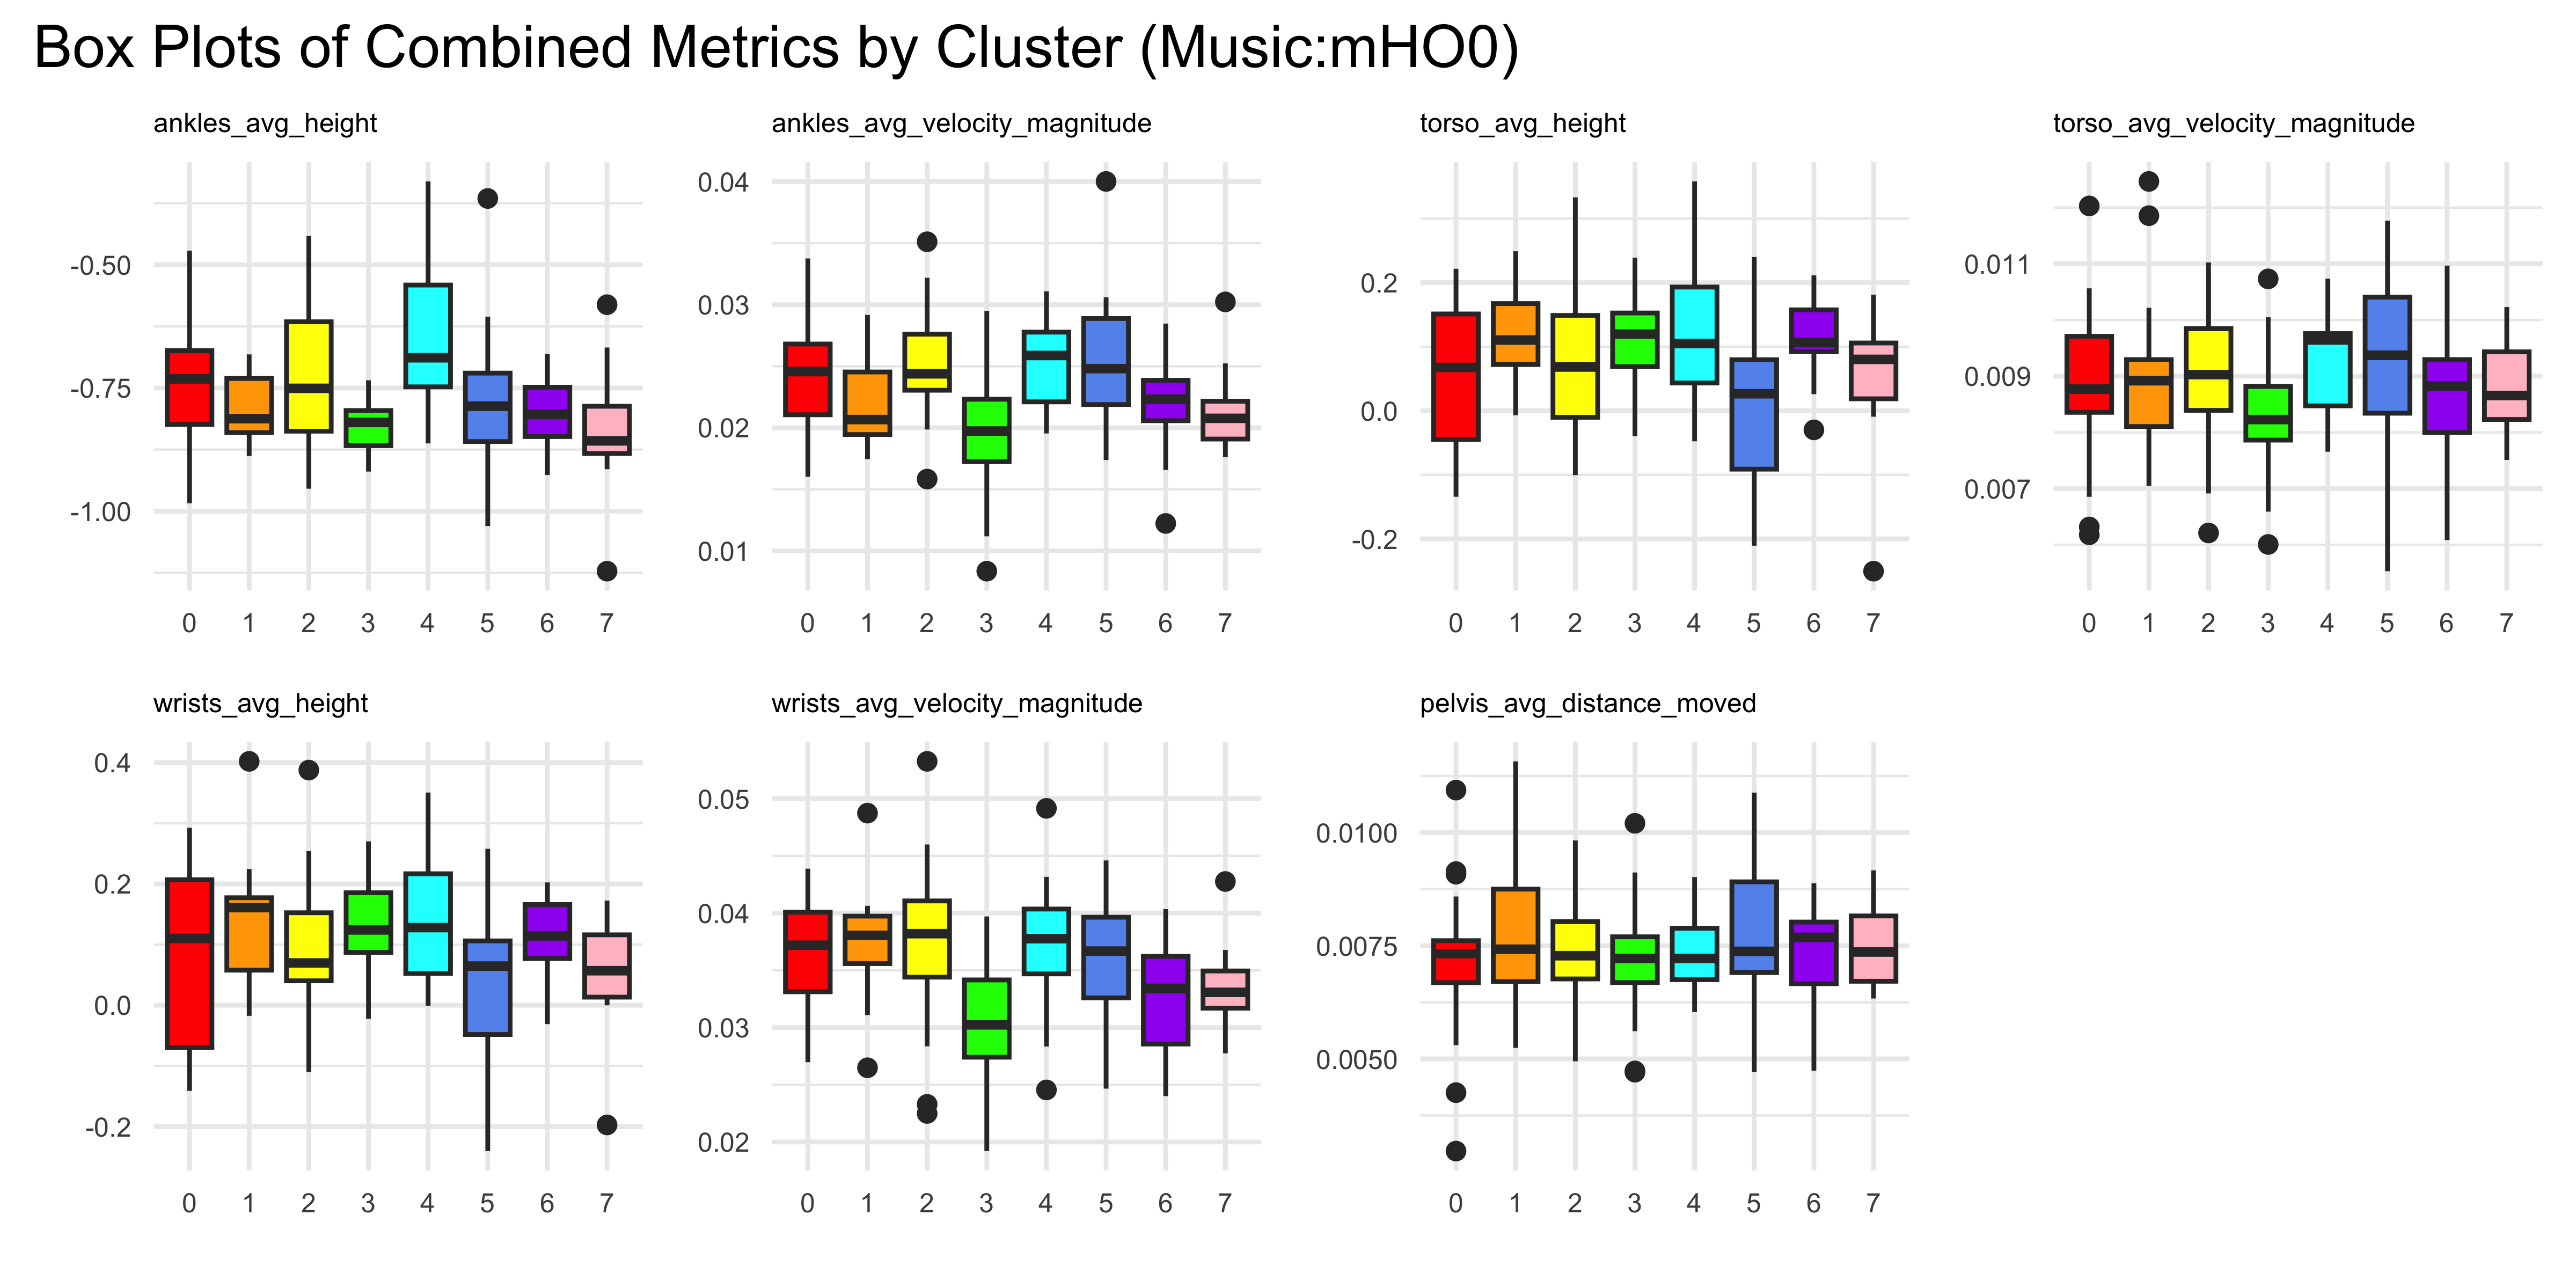 Box Plots of Combined Metrics by Cluster (Music:mHO0)
ankles_avg_height
-0.50
-0.75
-1.00
0 1 2 3 4 5 6 7
ankles_avg_velocity_magnitude
0.04
0.03
0.02
0.01
0 1 2 3 4 5 6 7
torso_avg_height
0.2
0.0
-0.2
0 1 2 3 4 5 6 7
torso_avg_velocity_magnitude
0.011
0.009
0.007
0 1 2 3 4 5 6 7
wrists_avg_height
0.4
0.2
0.0
-0.2
0 1 2 3 4 5 6 7
wrists_avg_velocity_magnitude
0.05
0.04
0.03
0.02
0 1 2 3 4 5 6 7
pelvis_avg_distance_moved
0.0100
0.0075
0.0050
0 1 2 3 4 5 6 7